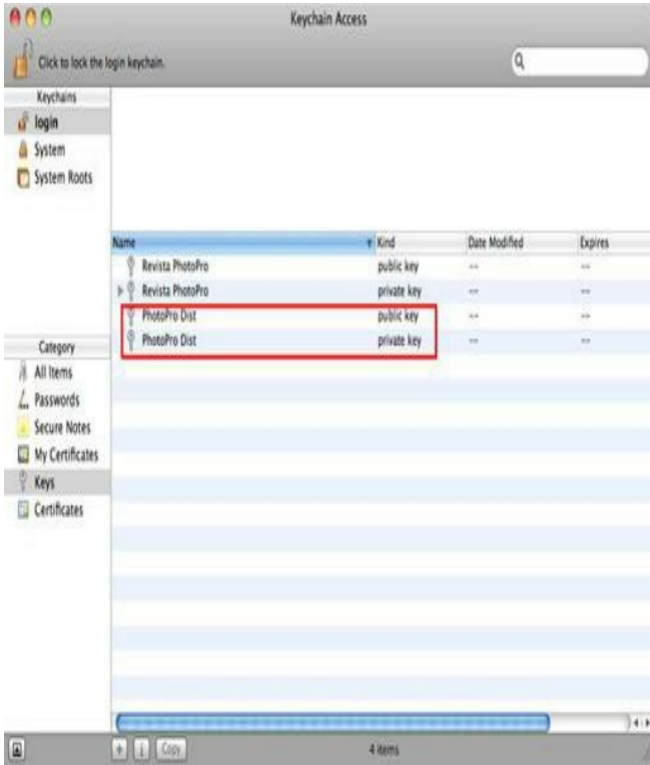 Keychain Access
Click to lock the login keychain.
Keychains
login
System
System Roots
Name Kind Date Modified Expires
Revista PhotoPro public key -- --
Revista PhotoPro private key -- --
PhotoPro Dist public key -- --
PhotoPro Dist private key -- --
Category
All Items
Passwords
Secure Notes
My Certificates
Keys
Certificates
+ i Copy 4 items